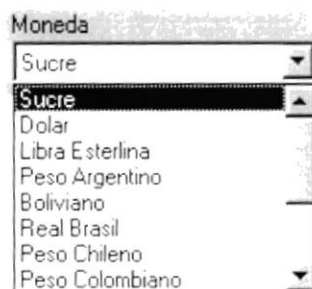 Moneda
Sucre
Sucre
Dolar
Libra Esterlina
Peso Argentino
Boliviano
Real Brasil
Peso Chileno
Peso Colombiano